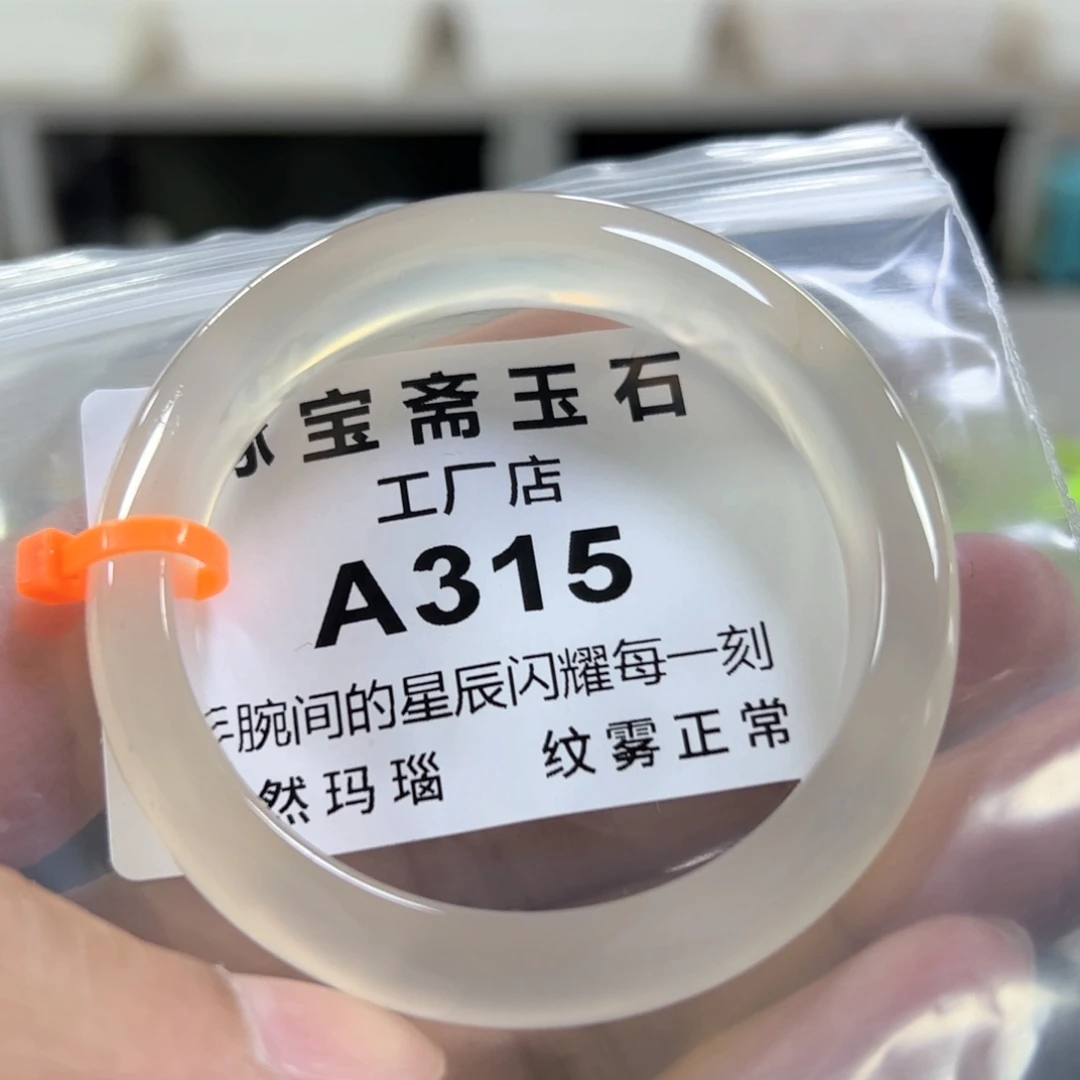 宝斋玉石
工厂店
A315
腕间的星辰闪耀每一刻
然玛瑙 纹雾正常